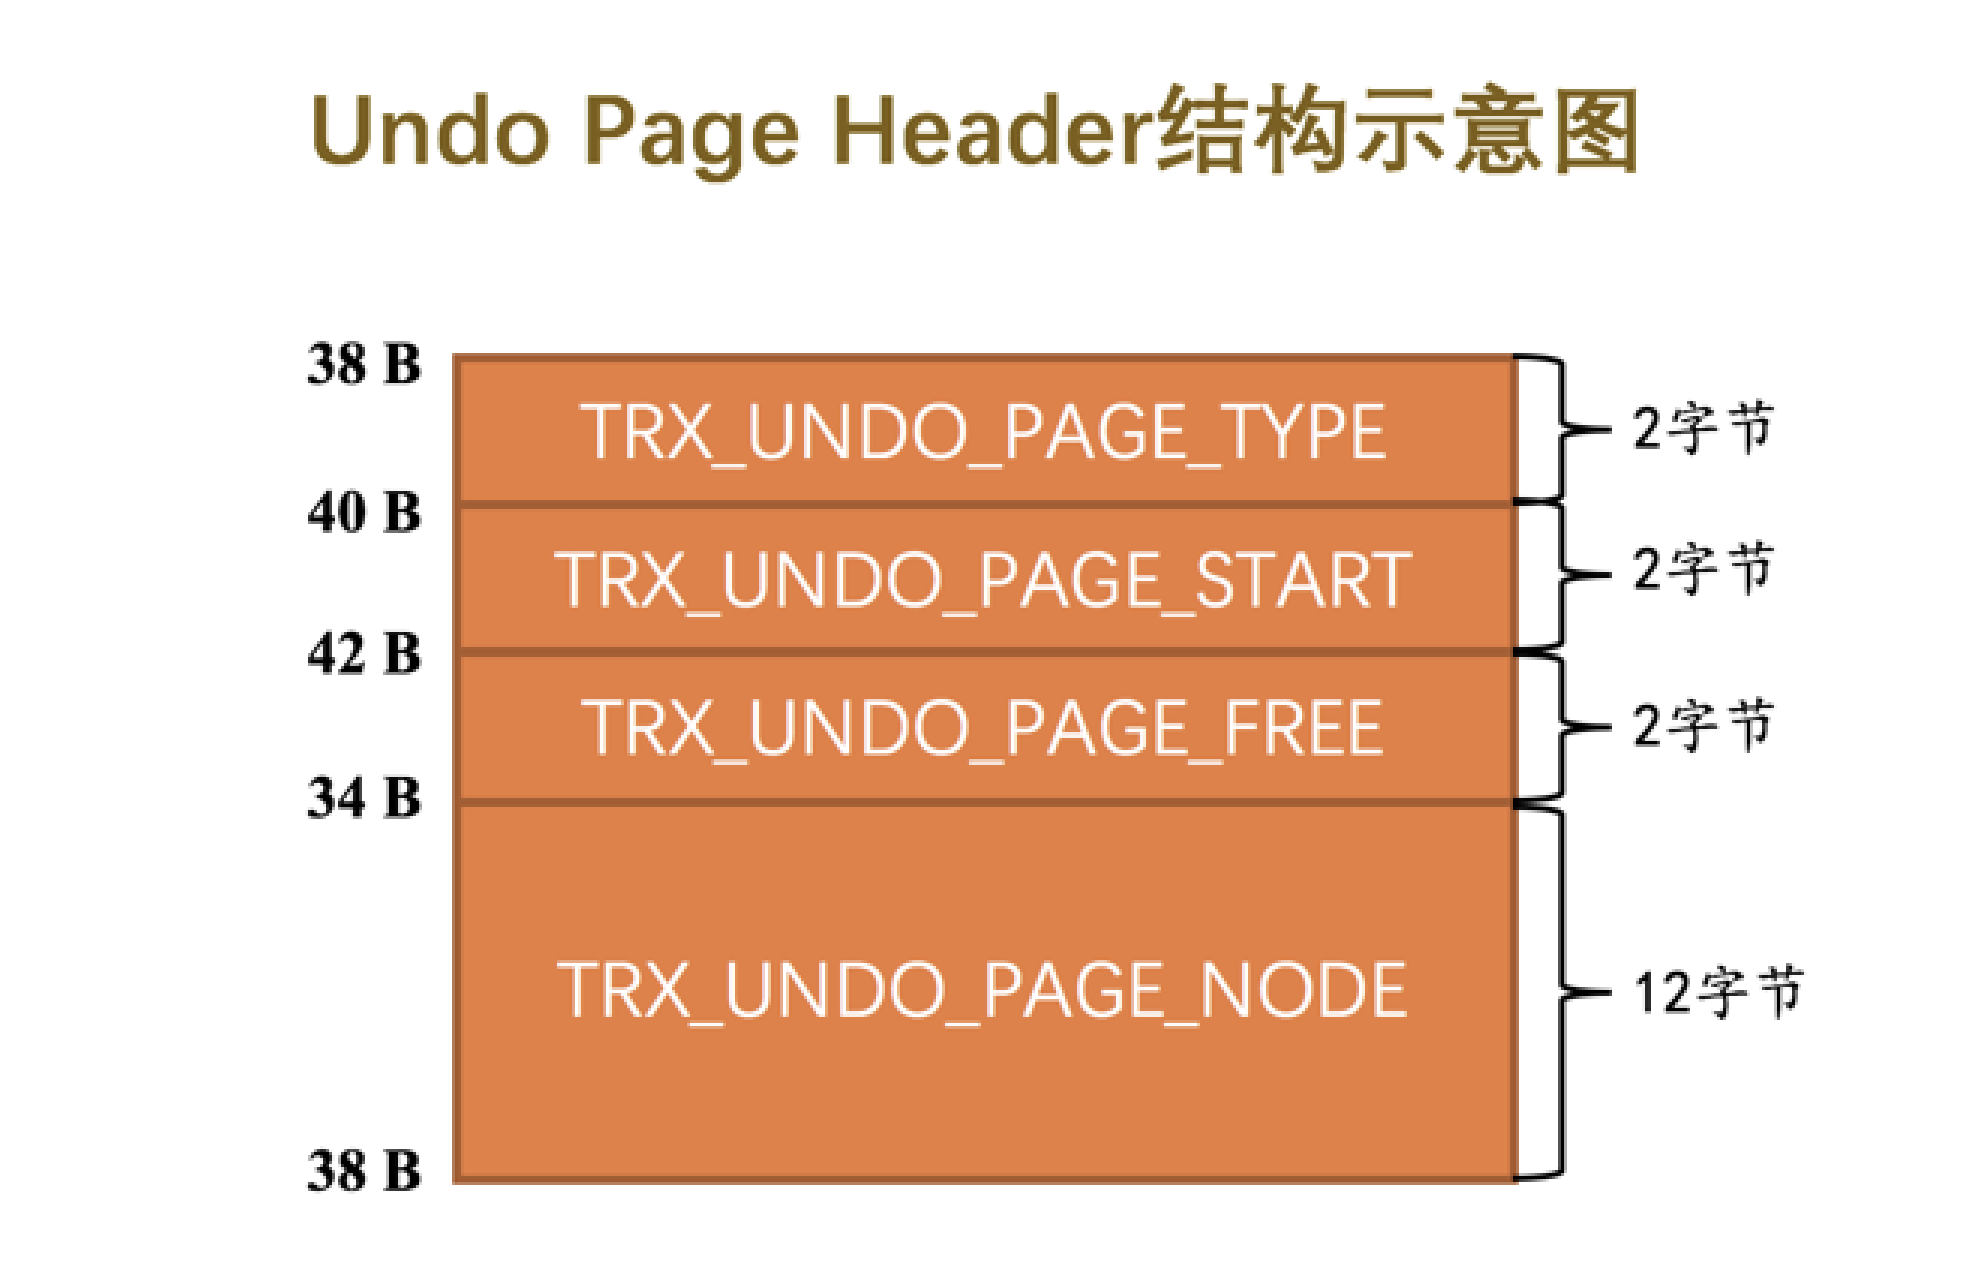 Undo Page Header结构示意图
38 B
TRX_UNDO_PAGE_TYPE
2字节
40 B
TRX_UNDO_PAGE_START
2字节
42 B
TRX_UNDO_PAGE_FREE
2字节
34 B
TRX_UNDO_PAGE_NODE
12字节
38 B